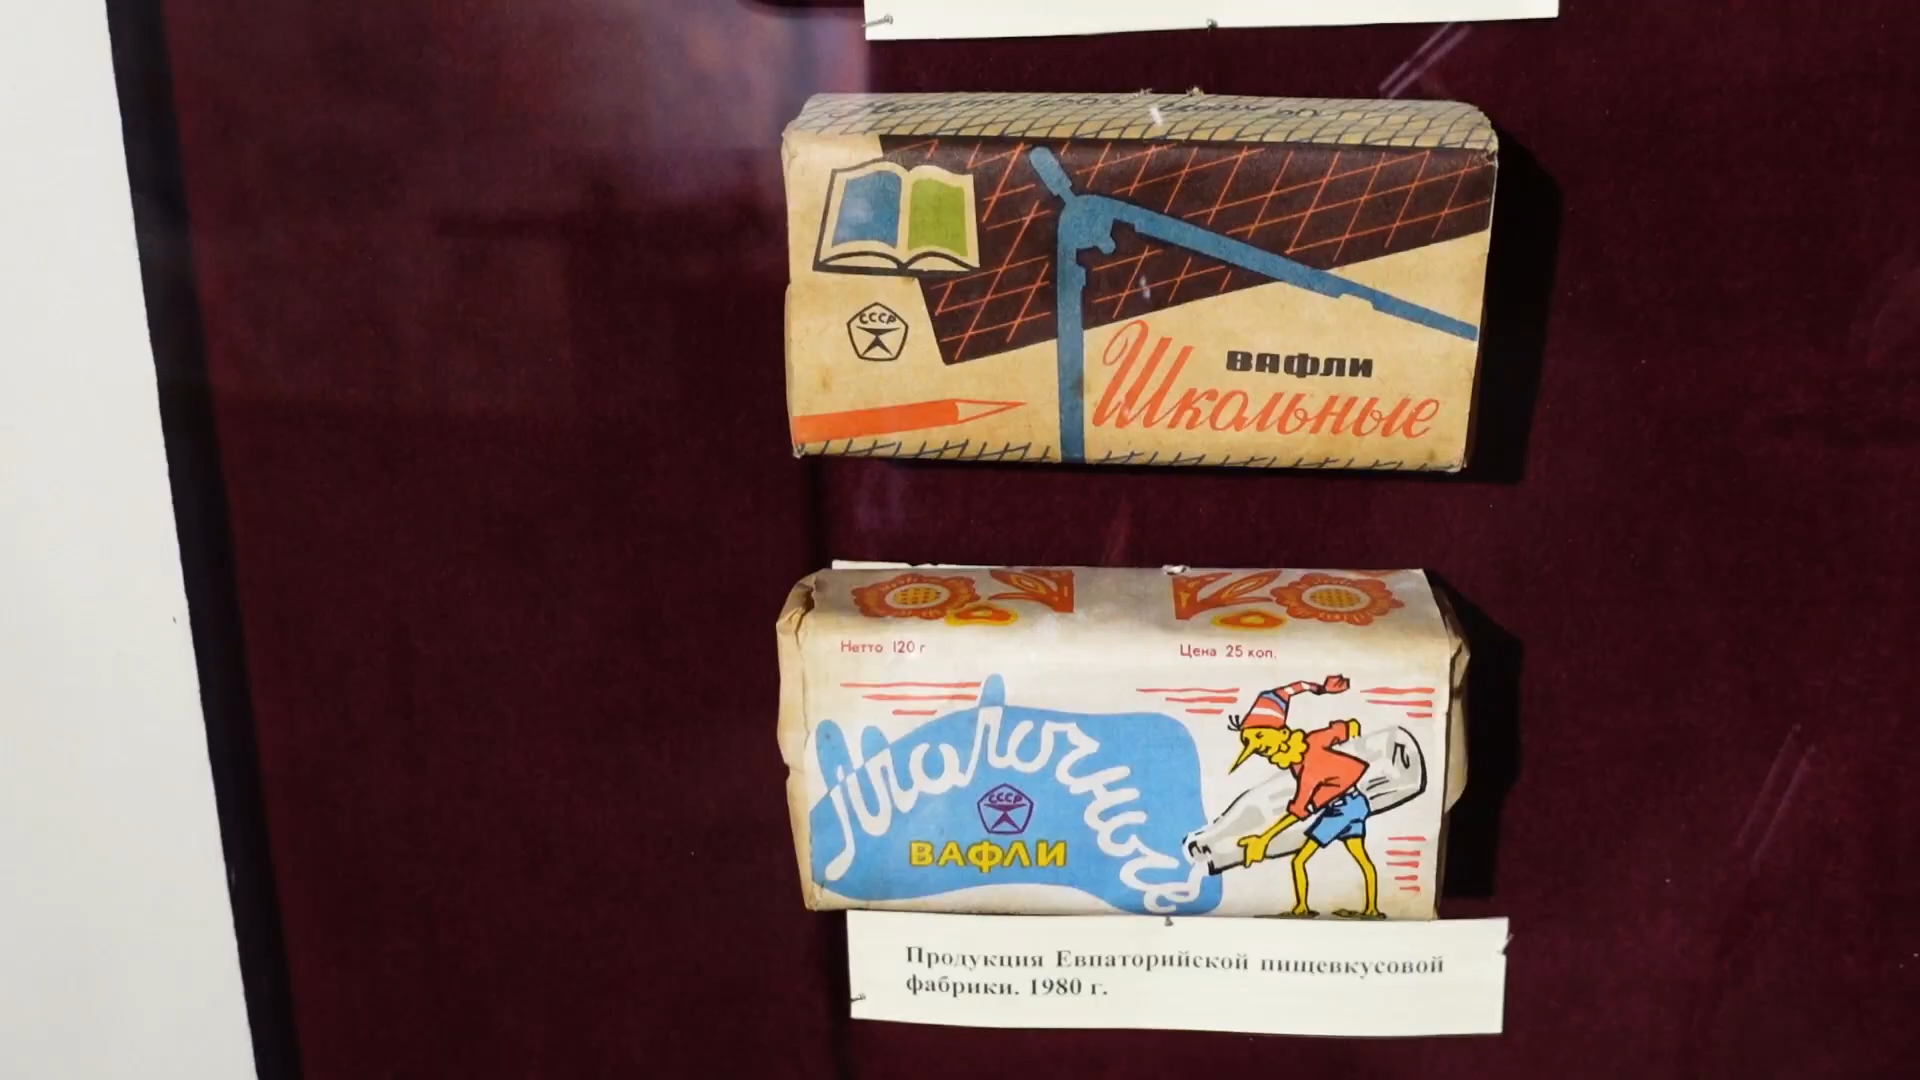 СССР
ВАФЛИ
Школьные
Нетто 120 г
Цена 25 коп.
Молочные
СССР
ВАФЛИ
Продукция Евпаторийской пищевкусовой
фабрики. 1980 г.